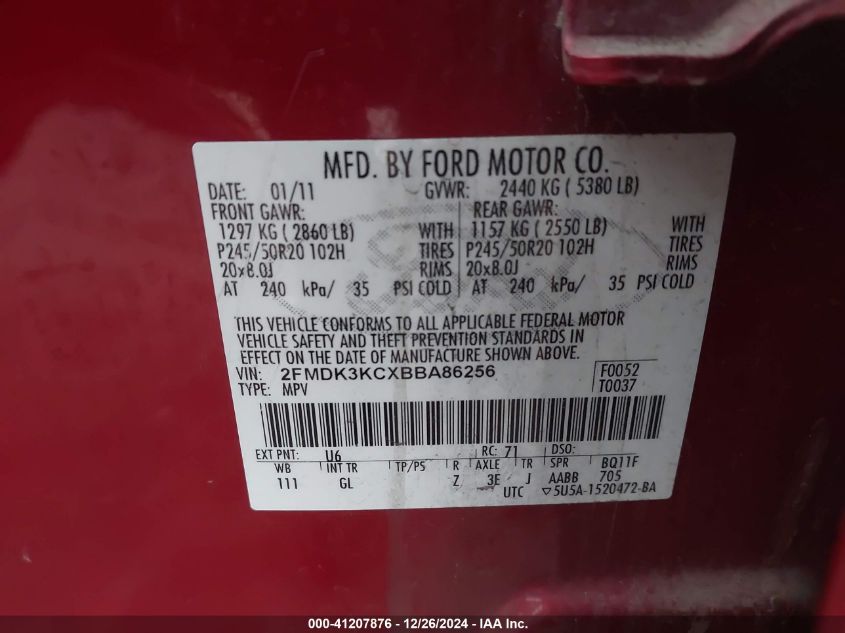 MFD. BY FORD MOTOR CO.
DATE: 01/11 GVWR: 2440 KG ( 5380 LB)
FRONT GAWR: REAR GAWR:
1297 KG ( 2860 LB) WITH 1157 KG ( 2550 LB) WITH
P245/50R20 102H TIRES P245/50R20 102H TIRES
20x8.0J RIMS 20x8.0J RIMS
AT 240 kPa/ 35 PSI COLD AT 240 kPa/ 35 PSI COLD
THIS VEHICLE CONFORMS TO ALL APPLICABLE FEDERAL MOTOR
VEHICLE SAFETY AND THEFT PREVENTION STANDARDS IN
EFFECT ON THE DATE OF MANUFACTURE SHOWN ABOVE.
VIN: 2FMDK3KCXBBA86256 F0052
TYPE: MPV T0037
EXT PNT: U6 RC: 71 DSO:
WB INT TR TP/PS R AXLE TR SPR BQ11F
111 GL Z 3E J AABB 705
UTC ▽5U5A-1520472-BA
000-41207876 - 12/26/2024 - IAA Inc.